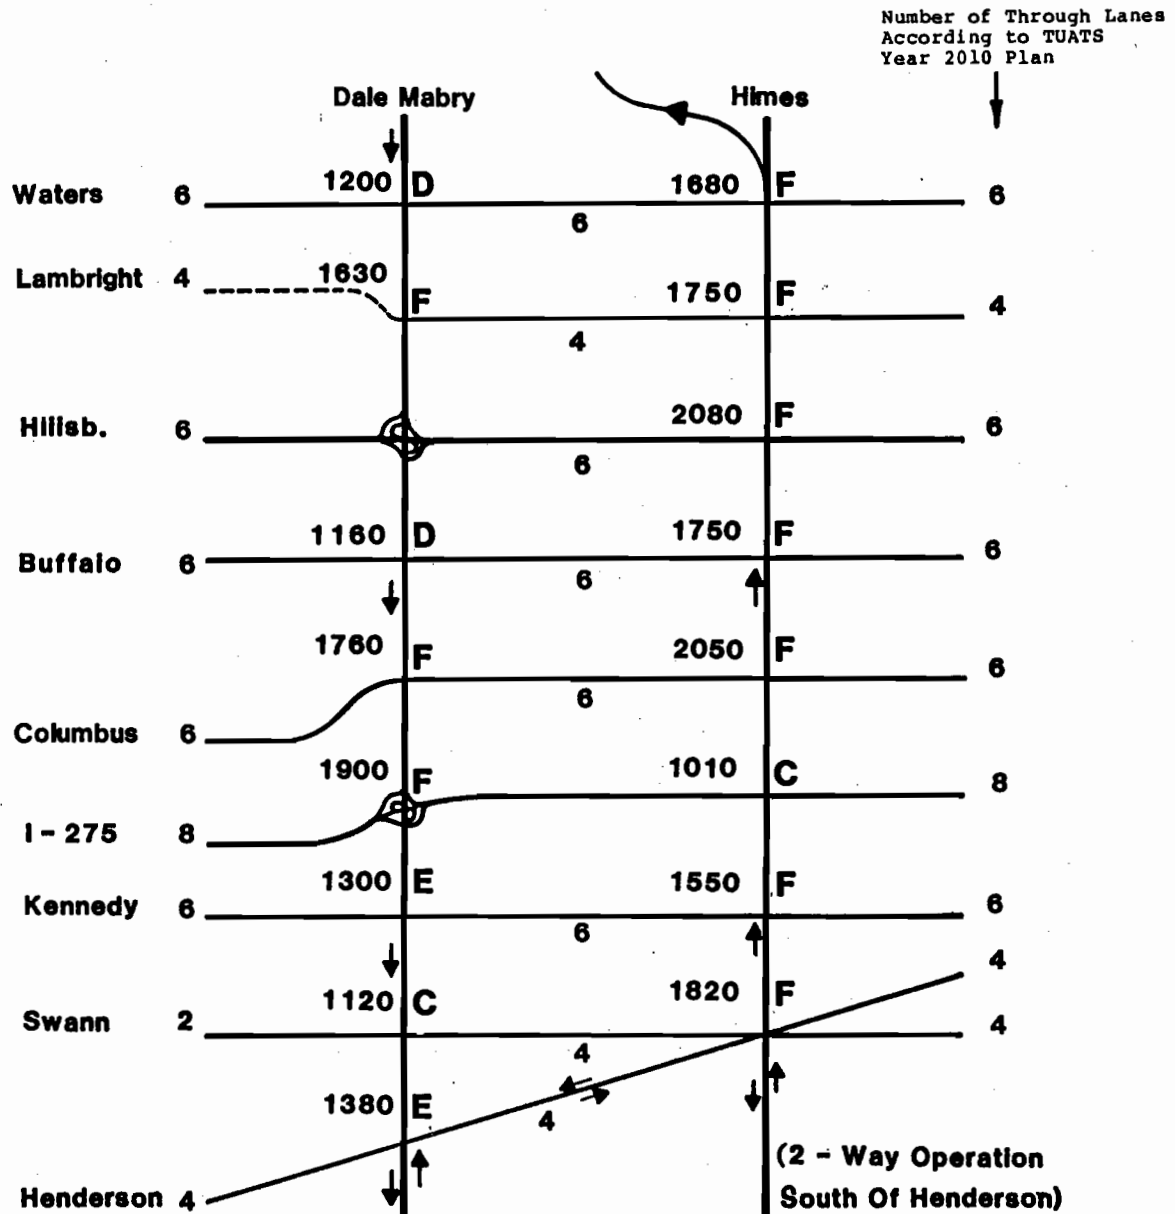 Number of Through Lanes
According to TUATS
Year 2010 Plan
Dale Mabry
Himes
Waters 6 1200 D 1680 F 6
6
Lambright 4 1630 F 1750 F 4
4
Hillsb. 6 2080 F 6
6
Buffalo 6 1160 D 1750 F 6
6
1760 F 2050 F 6
6
Columbus 6
1900 F 1010 C 8
I-275 8
1300 E 1550 F
Kennedy 6 6
6
4
1120 C 1820 F
Swann 2 4
4
1380 E
4
(2 - Way Operation
Henderson 4 South Of Henderson)